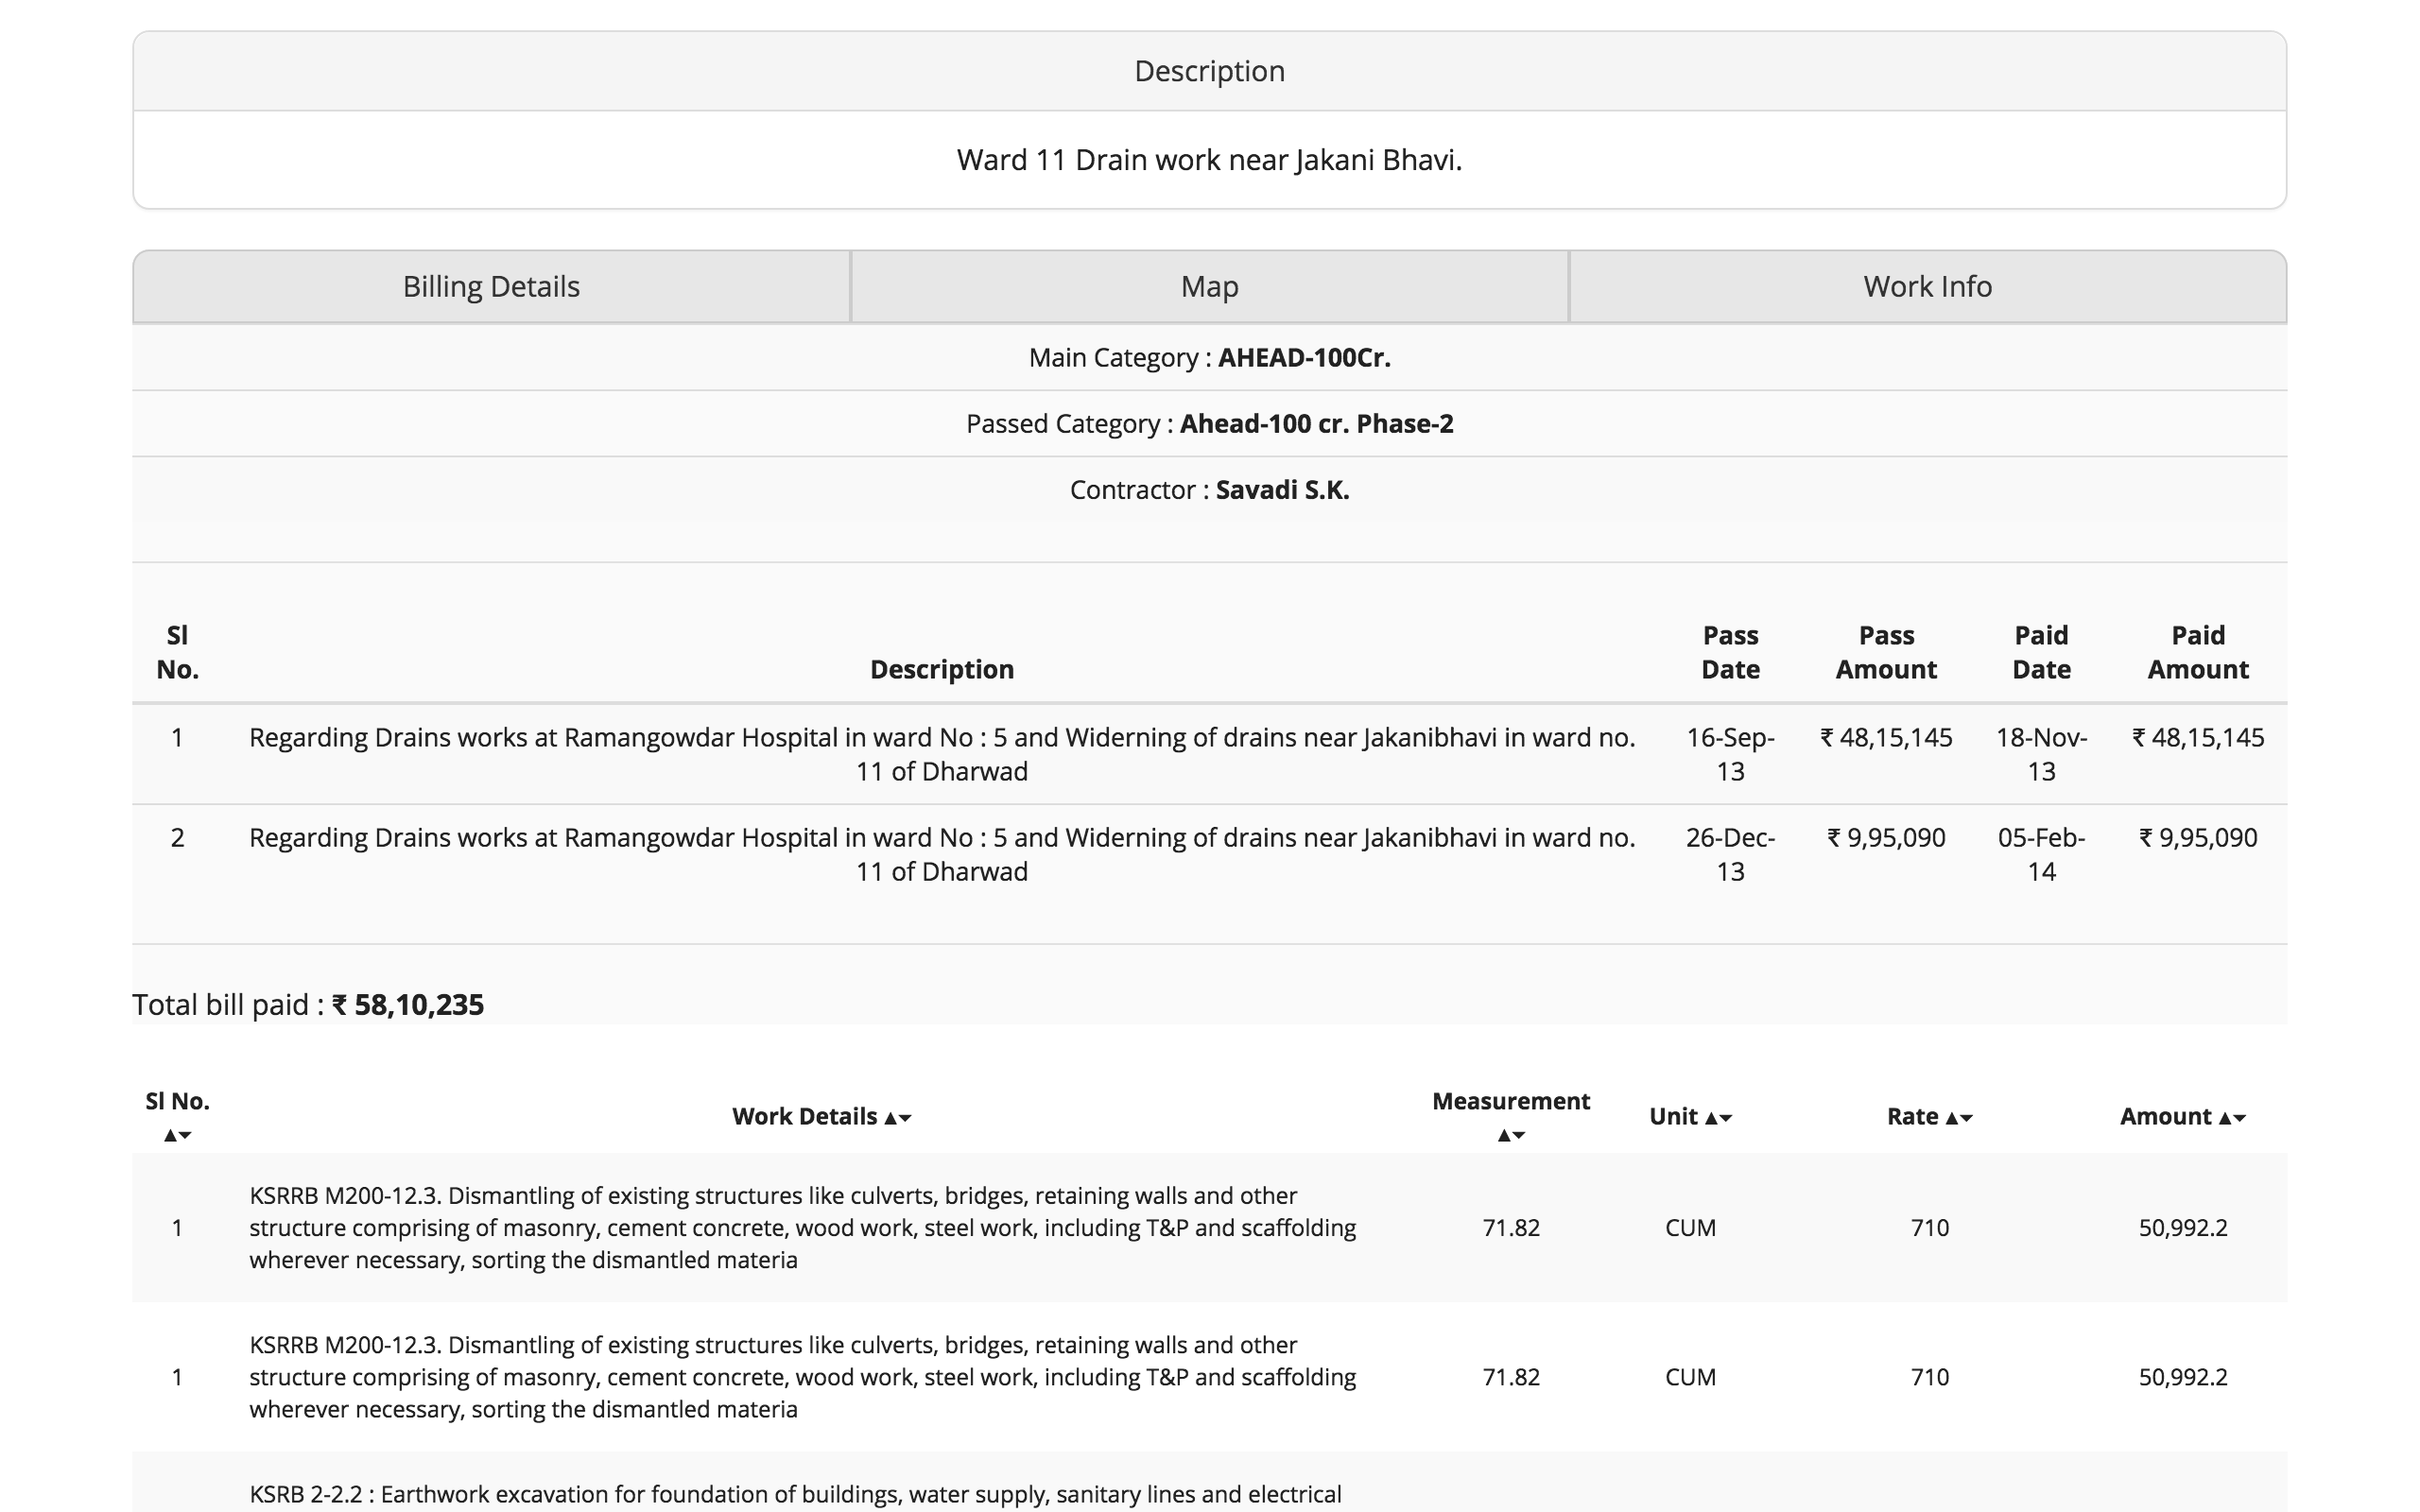 Description
Ward 11 Drain work near Jakani Bhavi.
Billing Details
Map
Work Info
Main Category : AHEAD-100Cr.
Passed Category : Ahead-100 cr. Phase-2
Contractor : Savadi S.K.
Sl No. Description Pass Date Pass Amount Paid Date Paid Amount
1 Regarding Drains works at Ramangowdar Hospital in ward No : 5 and Widerning of drains near Jakanibhavi in ward no. 16-Sep- ₹ 48,15,145 18-Nov- ₹ 48,15,145
11 of Dharwad 13 13
2 Regarding Drains works at Ramangowdar Hospital in ward No : 5 and Widerning of drains near Jakanibhavi in ward no. 26-Dec- ₹ 9,95,090 05-Feb- ₹ 9,95,090
11 of Dharwad 13 14
Total bill paid : ₹ 58,10,235
Sl No. ▲▼ Work Details ▲▼ Measurement ▲▼ Unit ▲▼ Rate ▲▼ Amount ▲▼
KSRRB M200-12.3. Dismantling of existing structures like culverts, bridges, retaining walls and other
1 structure comprising of masonry, cement concrete, wood work, steel work, including T&P and scaffolding 71.82 CUM 710 50,992.2
wherever necessary, sorting the dismantled materia
KSRRB M200-12.3. Dismantling of existing structures like culverts, bridges, retaining walls and other
1 structure comprising of masonry, cement concrete, wood work, steel work, including T&P and scaffolding 71.82 CUM 710 50,992.2
wherever necessary, sorting the dismantled materia
KSRB 2-2.2 : Earthwork excavation for foundation of buildings, water supply, sanitary lines and electrical